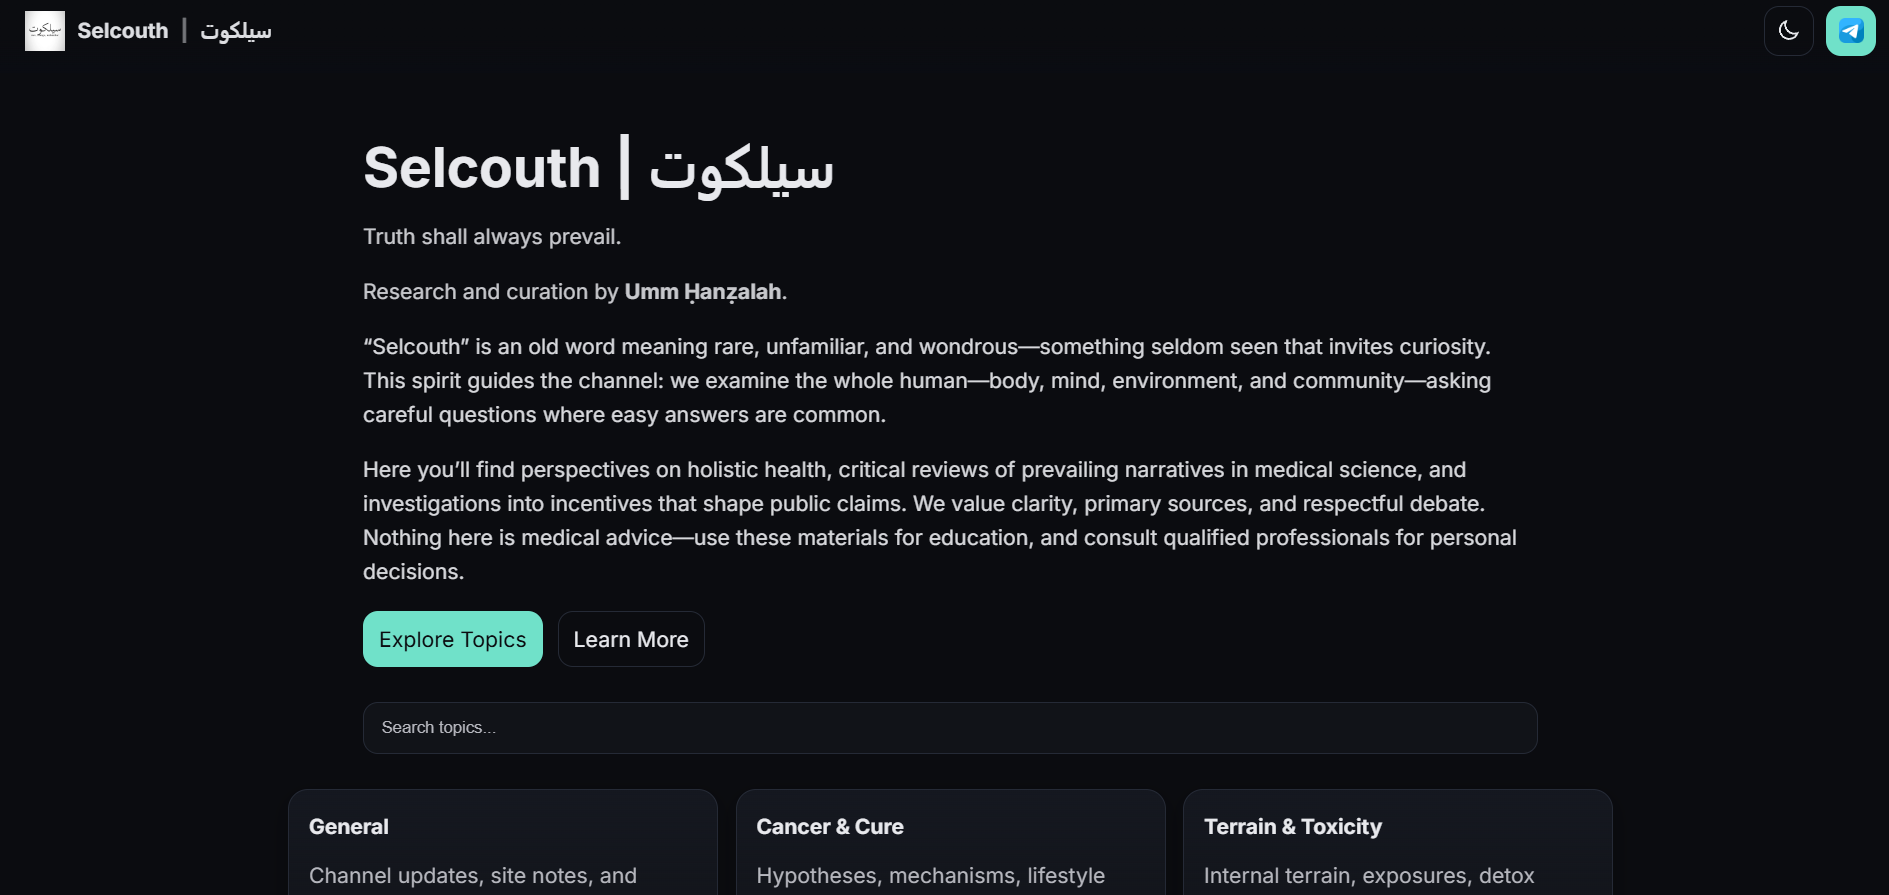 سيلكوت
Selcouth | سيلكوت
Selcouth | سيلكوت
Truth shall always prevail.
Research and curation by Umm Ḥanẓalah.
“Selcouth” is an old word meaning rare, unfamiliar, and wondrous—something seldom seen that invites curiosity.
This spirit guides the channel: we examine the whole human—body, mind, environment, and community—asking
careful questions where easy answers are common.
Here you’ll find perspectives on holistic health, critical reviews of prevailing narratives in medical science, and
investigations into incentives that shape public claims. We value clarity, primary sources, and respectful debate.
Nothing here is medical advice—use these materials for education, and consult qualified professionals for personal
decisions.
Explore Topics
Learn More
Search topics...
General
Channel updates, site notes, and
Cancer & Cure
Hypotheses, mechanisms, lifestyle
Terrain & Toxicity
Internal terrain, exposures, detox